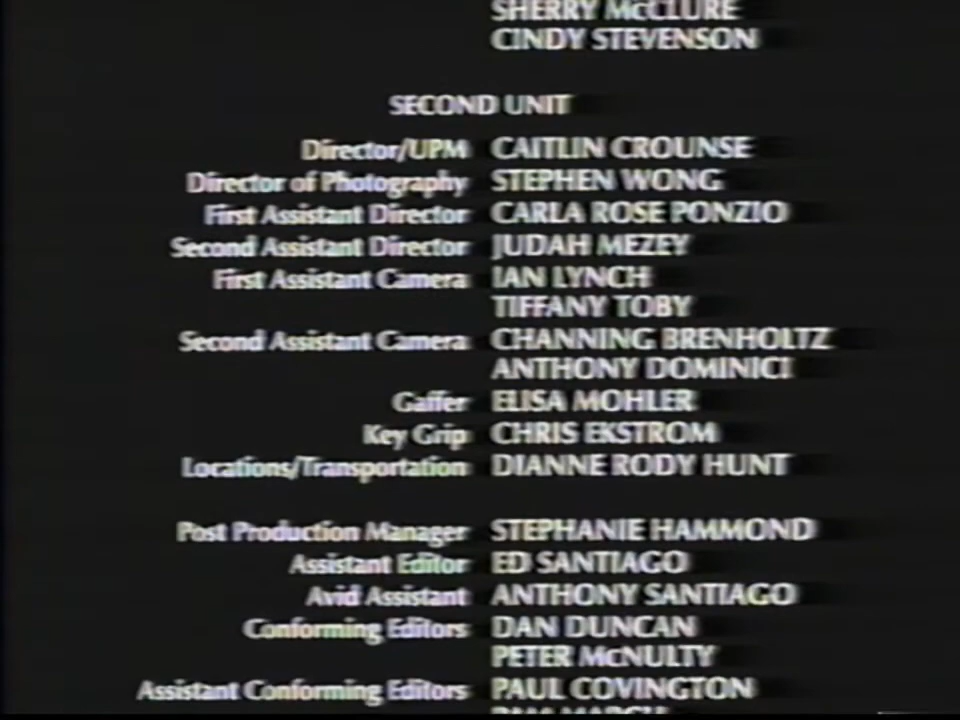 SHERRY McCLURE
CINDY STEVENSON
SECOND UNIT
Director/UPM CAITLIN CROUNSE
Director of Photography STEPHEN WONG
First Assistant Director CARLA ROSE PONZIO
Second Assistant Director JUDAH MEZEY
First Assistant Camera IAN LYNCH
TIFFANY TOBY
Second Assistant Camera CHANNING BRENHOLTZ
ANTHONY DOMINICI
Gaffer ELISA MOHLER
Key Grip CHRIS EKSTROM
Locations/Transportation DIANNE RODY HUNT
Post Production Manager STEPHANIE HAMMOND
Assistant Editor ED SANTIAGO
Avid Assistant ANTHONY SANTIAGO
Conforming Editors DAN DUNCAN
PETER McNULTY
Assistant Conforming Editors PAUL COVINGTON